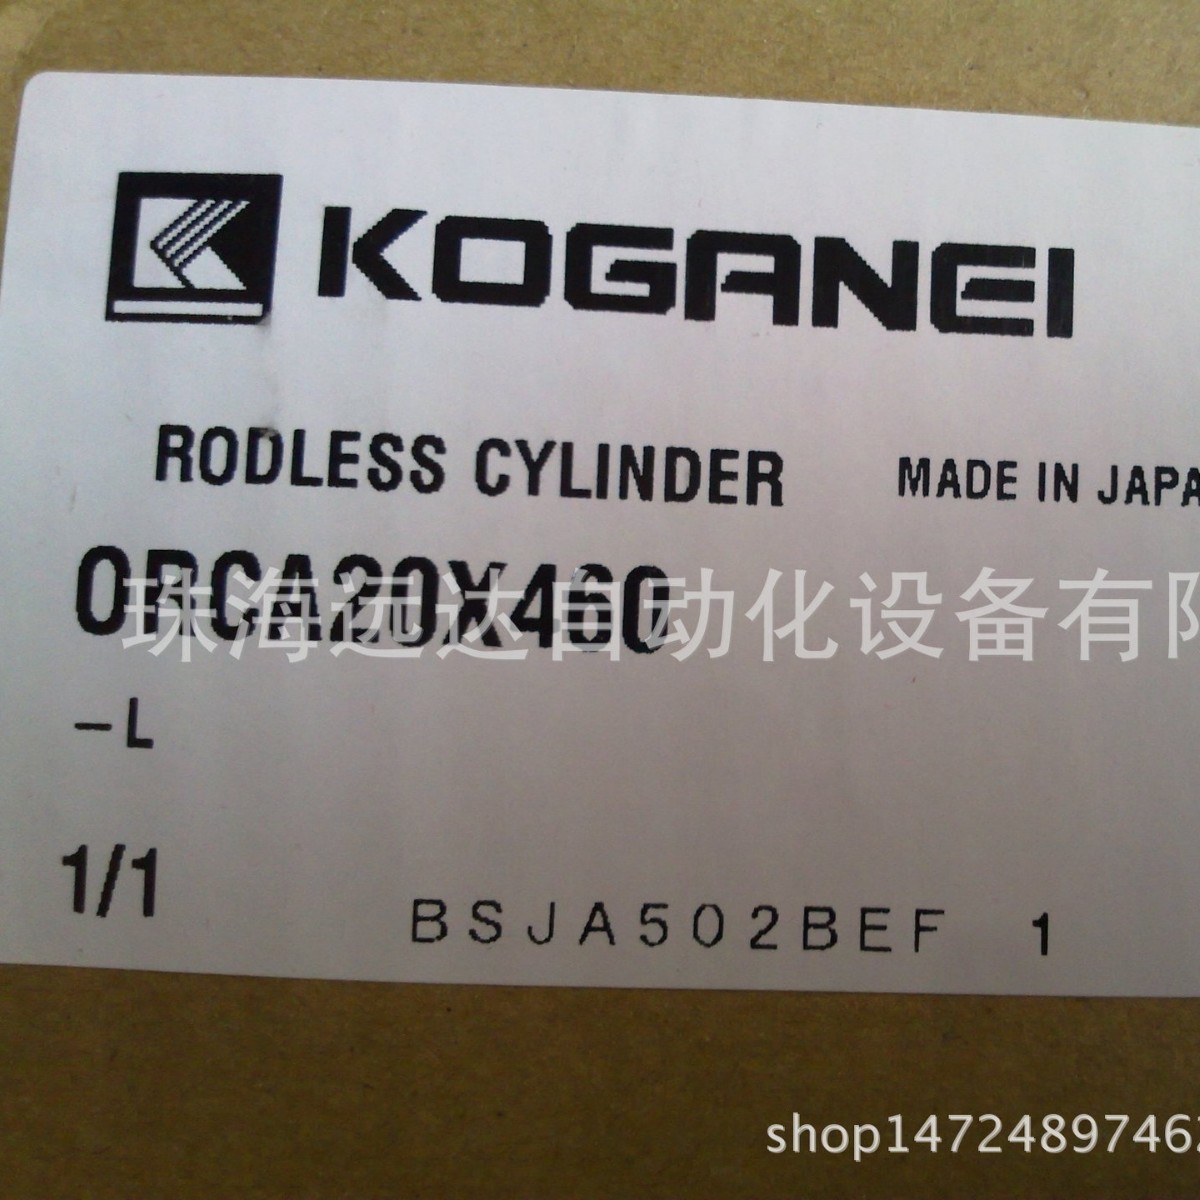 KOGANEI
RODLESS CYLINDER MADE IN JAPA
ORCA20X460
珠海远达自动化设备有限
-L
1/1
BSJA502BEF 1
shop14724897462